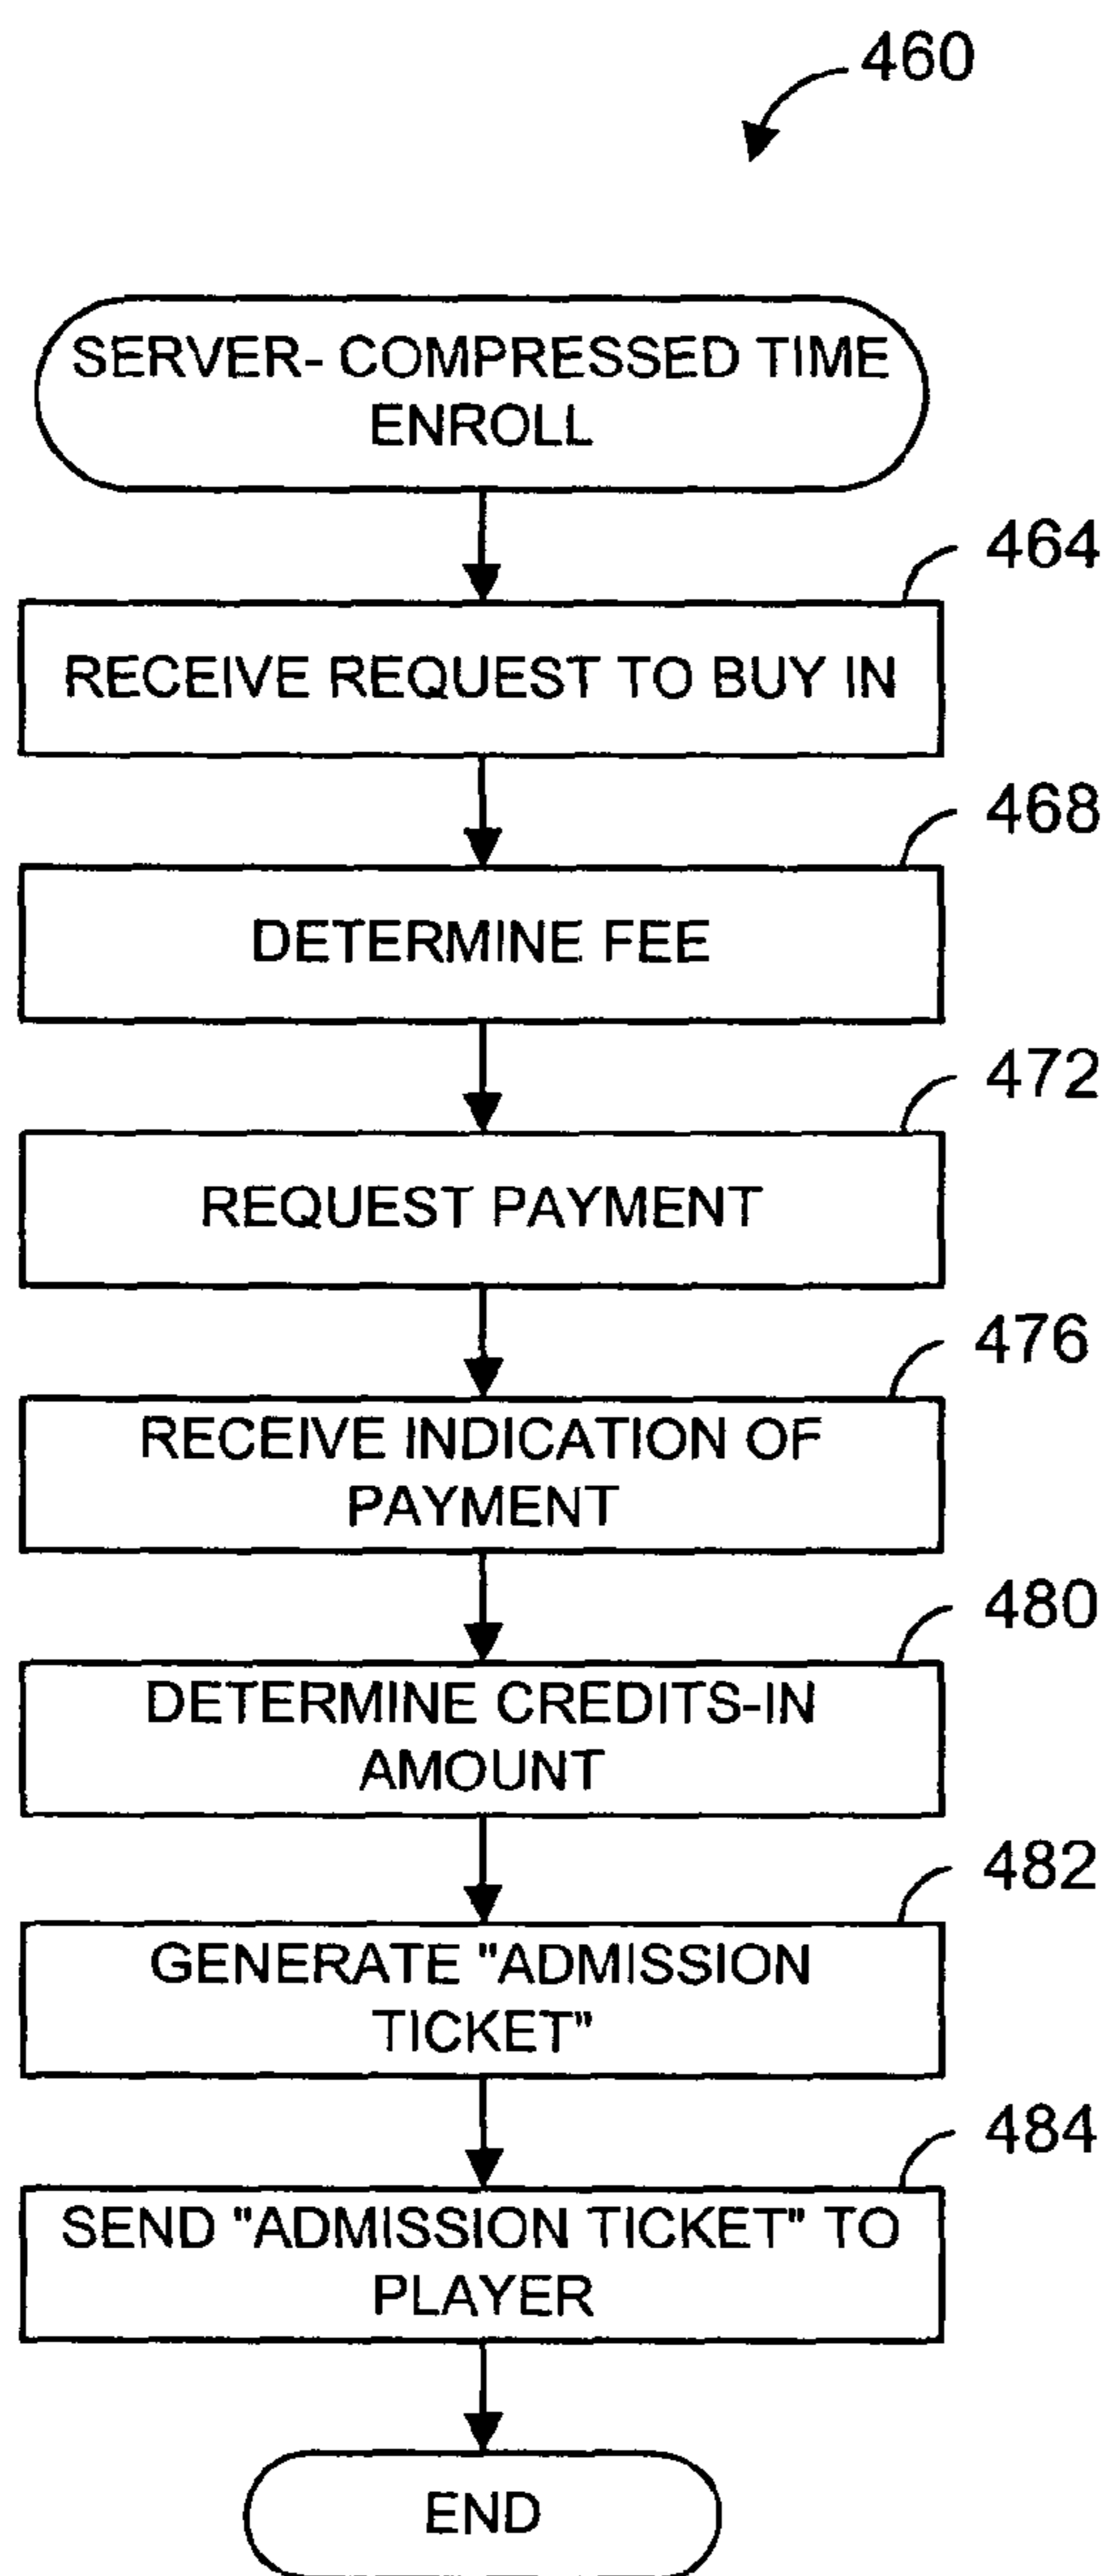 460
SERVER- COMPRESSED TIME
ENROLL
464
RECEIVE REQUEST TO BUY IN
468
DETERMINE FEE
472
REQUEST PAYMENT
476
RECEIVE INDICATION OF
PAYMENT
480
DETERMINE CREDITS-IN
AMOUNT
482
GENERATE "ADMISSION
TICKET"
484
SEND "ADMISSION TICKET" TO
PLAYER
END